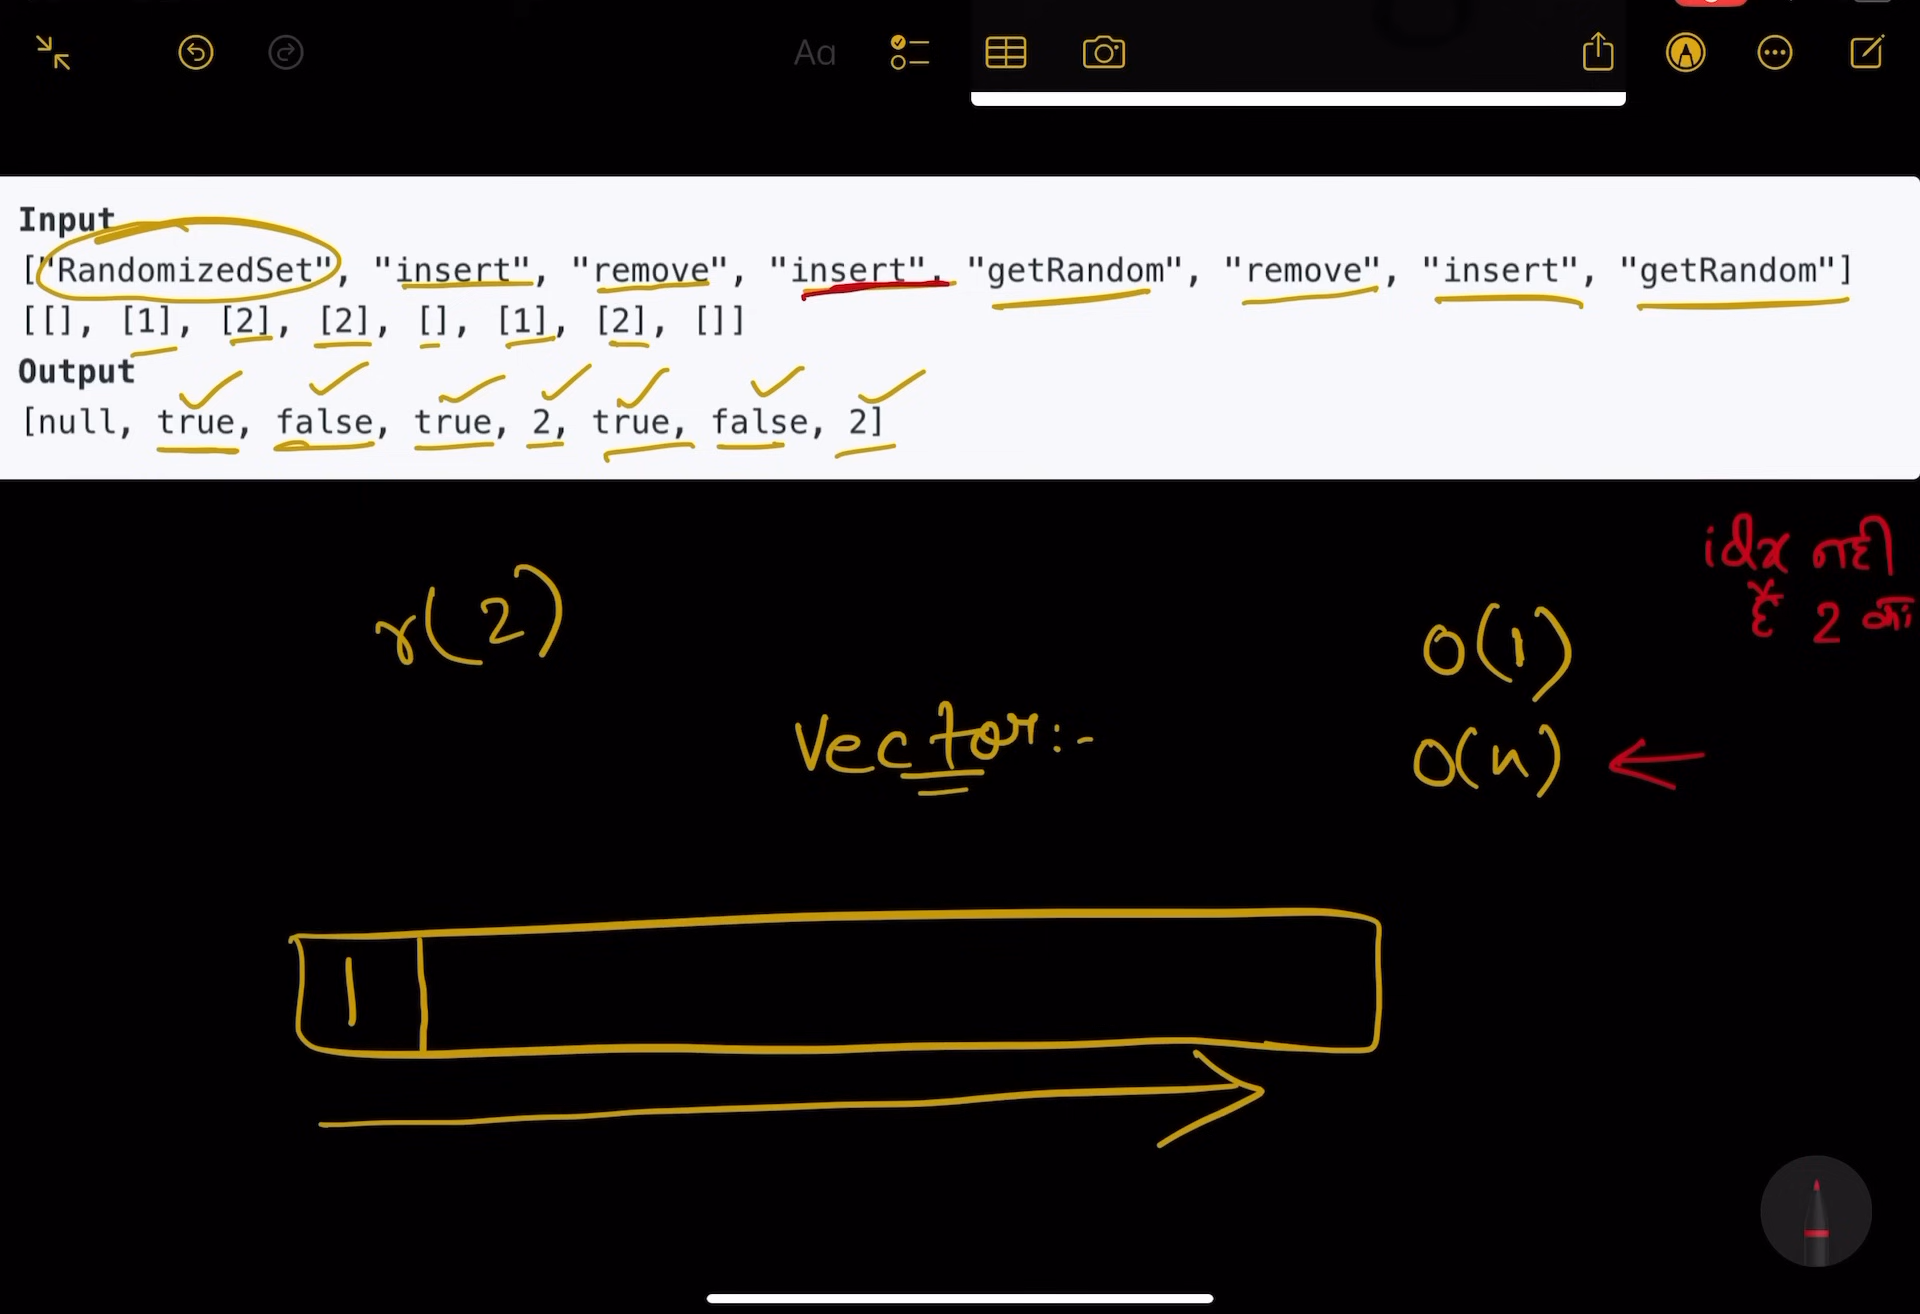 Aa
Input
["RandomizedSet", "insert", "remove", "insert", "getRandom", "remove", "insert", "getRandom"]
[[], [1], [2], [2], [], [1], [2], []]
Output
[null, true, false, true, 2, true, false, 2]
idx नहीं
है 2 का
r(2)
O(1)
Vector:-
O(n)
1